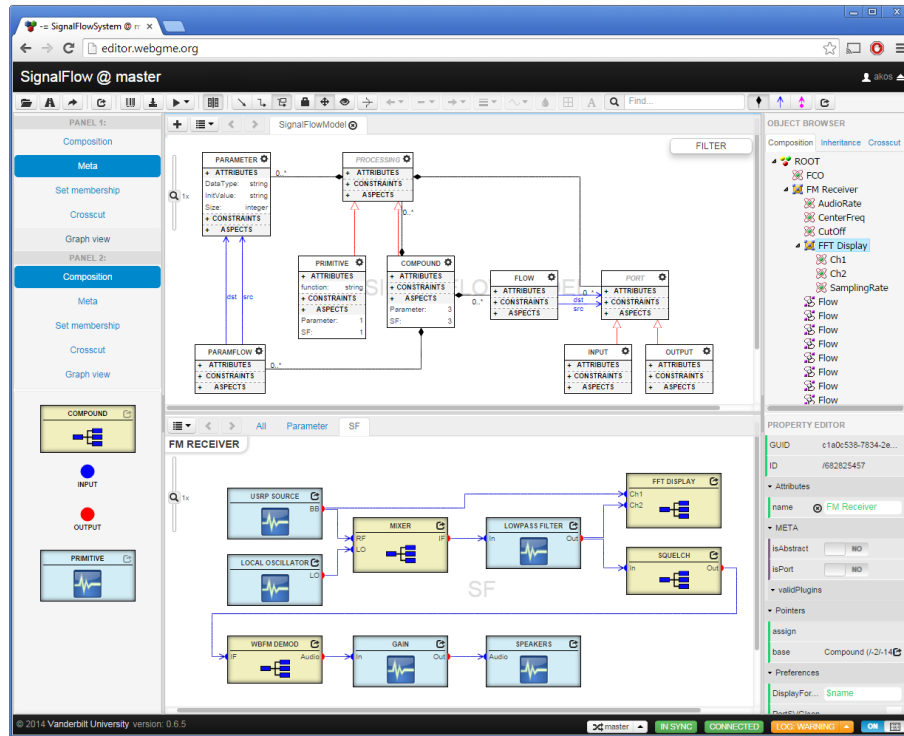 -= SignalFlowSystem @ m
editor.webgme.org
SignalFlow @ master
akos
Find...
PANEL 1:
Composition
Meta
Set membership
Crosscut
Graph view
PANEL 2:
Composition
Meta
Set membership
Crosscut
Graph view
COMPOUND
INPUT
OUTPUT
PRIMITIVE
SignalFlowModel
FILTER
1x
PARAMETER
+ ATTRIBUTES
DataType: string
InitValue: string
Size: integer
+ CONSTRAINTS
+ ASPECTS
0..*
PROCESSING
+ ATTRIBUTES
+ CONSTRAINTS
+ ASPECTS
0..*
PRIMITIVE
+ ATTRIBUTES
function: string
+ CONSTRAINTS
+ ASPECTS
Parameter: 1
SF: 1
COMPOUND
+ ATTRIBUTES
+ CONSTRAINTS
+ ASPECTS
Parameter: 3
SF: 3
0..*
FLOW
+ ATTRIBUTES
+ CONSTRAINTS
+ ASPECTS
0..*
dst
src
PORT
+ ATTRIBUTES
+ CONSTRAINTS
+ ASPECTS
dst src
PARAMFLOW
+ ATTRIBUTES
+ CONSTRAINTS
+ ASPECTS
0..*
INPUT
+ ATTRIBUTES
+ CONSTRAINTS
+ ASPECTS
OUTPUT
+ ATTRIBUTES
+ CONSTRAINTS
+ ASPECTS
All Parameter SF
FM RECEIVER
1x
USRP SOURCE
BB
LOCAL OSCILLATOR
LO
MIXER
RF IF
LO
LOWPASS FILTER
In Out
FFT DISPLAY
Ch1
Ch2
SQUELCH
In Out
SF
WBFM DEMOD
IF Audio
GAIN
In Out
SPEAKERS
Audio
OBJECT BROWSER
Composition Inheritance Crosscut
ROOT
FCO
FM Receiver
AudioRate
CenterFreq
CutOff
FFT Display
Ch1
Ch2
SamplingRate
Flow
Flow
Flow
Flow
Flow
Flow
Flow
Flow
PROPERTY EDITOR
GUID c1a0c538-7834-2e...
ID /682825457
Attributes
name FM Receiver
META
isAbstract NO
isPort NO
validPlugins
Pointers
assign
base Compound (/-2/-14
Preferences
DisplayFor... $name
© 2014 Vanderbilt University version: 0.6.5
master
IN SYNC
CONNECTED
LOG: WARNING
ON